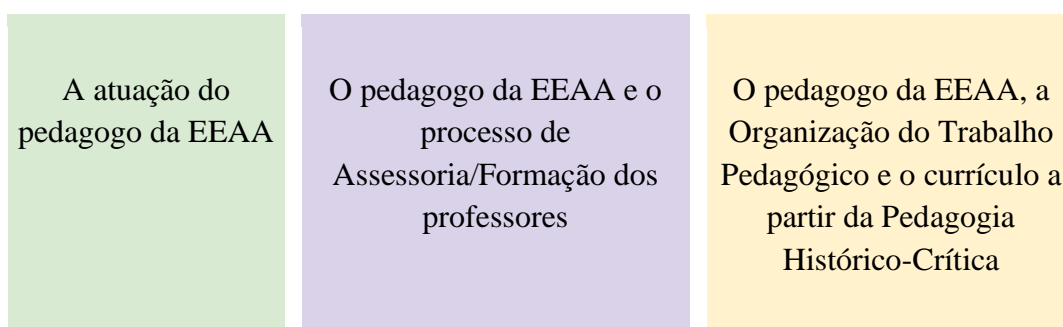 A atuação do
pedagogo da EEAA
O pedagogo da EEAA e o
processo de
Assessoria/Formação dos
professores
O pedagogo da EEAA, a
Organização do Trabalho
Pedagógico e o currículo a
partir da Pedagogia
Histórico-Crítica